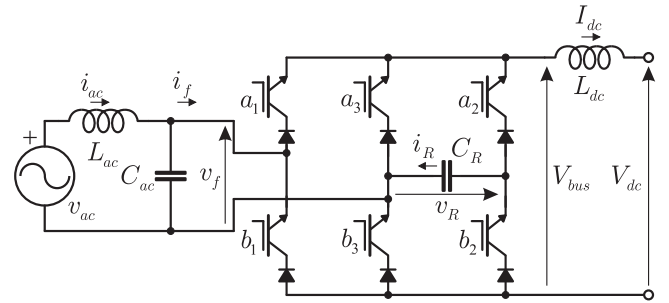 I_dc
i_ac
i_f
a_1
a_3
a_2
L_dc
+
L_ac
C_ac
v_f
i_R
C_R
v_ac
v_R
V_bus
V_dc
b_1
b_3
b_2